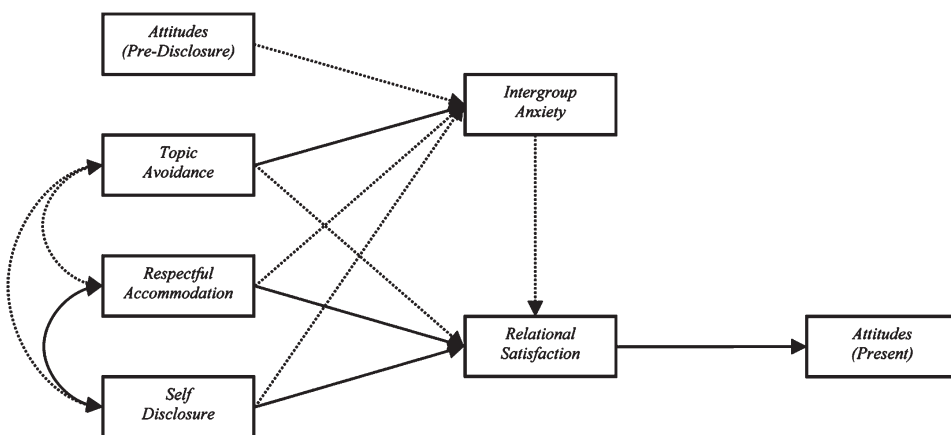 Attitudes
(Pre-Disclosure)
Intergroup
Anxiety
Topic
Avoidance
Respectful
Accommodation
Relational
Satisfaction
Attitudes
(Present)
Self
Disclosure